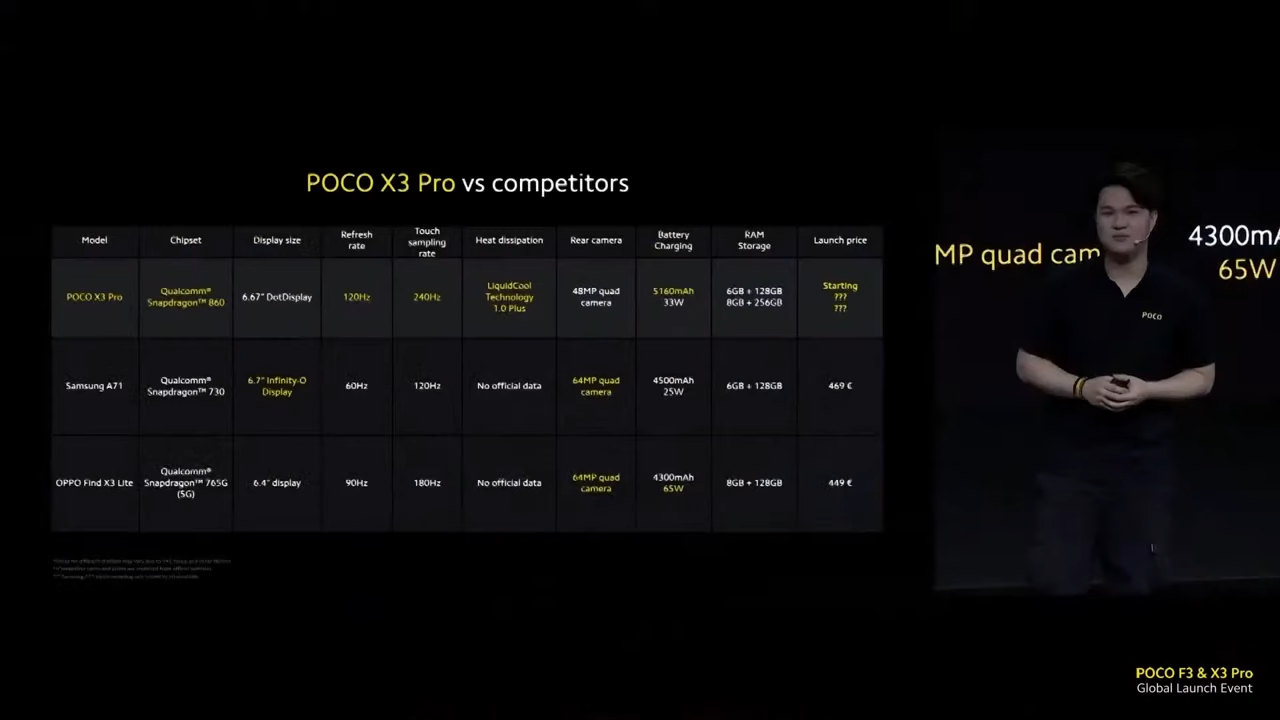 POCO X3 Pro vs competitors
Model
Chipset
Display size
Refresh
rate
Touch
sampling
rate
Heat dissipation
Rear camera
Battery
Charging
RAM
Storage
Launch price
POCO X3 Pro
Qualcomm®
Snapdragon™ 860
6.67" DotDisplay
120Hz
240Hz
LiquidCool
Technology
1.0 Plus
48MP quad
camera
5160mAh
33W
6GB + 128GB
8GB + 256GB
Starting
???
???
Samsung A71
Qualcomm®
Snapdragon™ 730
6.7" Infinity-O
Display
60Hz
120Hz
No official data
64MP quad
camera
4500mAh
25W
6GB + 128GB
469 €
OPPO Find X3 Lite
Qualcomm®
Snapdragon™ 765G
(5G)
6.4" display
90Hz
180Hz
No official data
64MP quad
camera
4300mAh
65W
8GB + 128GB
449 €
MP quad cam
4300mA
65W
POCO
POCO F3 & X3 Pro
Global Launch Event